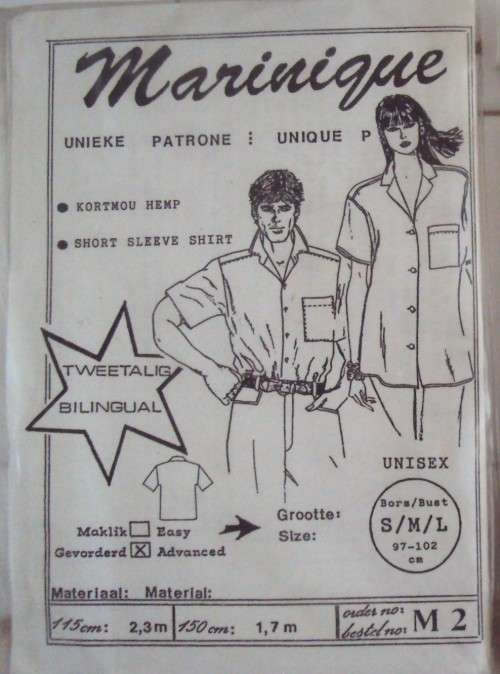 Marinique
UNIEKE PATRONE ⋮ UNIQUE P
● KORTMOU HEMP
● SHORT SLEEVE SHIRT
TWEETALIG
BILINGUAL
UNISEX
Bors/Bust
S/M/L
97-102
cm
Grootte:
Size:
Maklik ☐ Easy
Gevorderd ☒ Advanced
Materiaal: Material:
115cm: 2,3m 150cm: 1,7m
order no:
bestel no: M 2